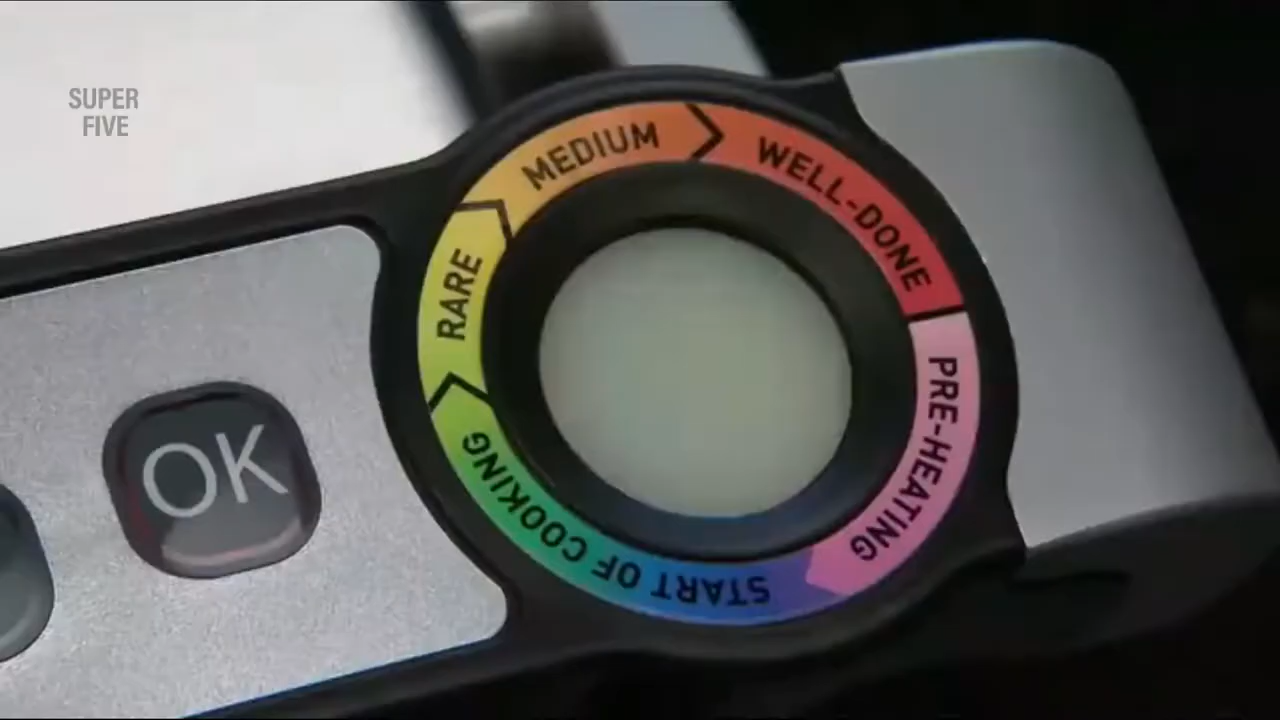 SUPER
FIVE
MEDIUM
WELL-DONE
RARE
PRE-HEATING
START OF COOKING
OK